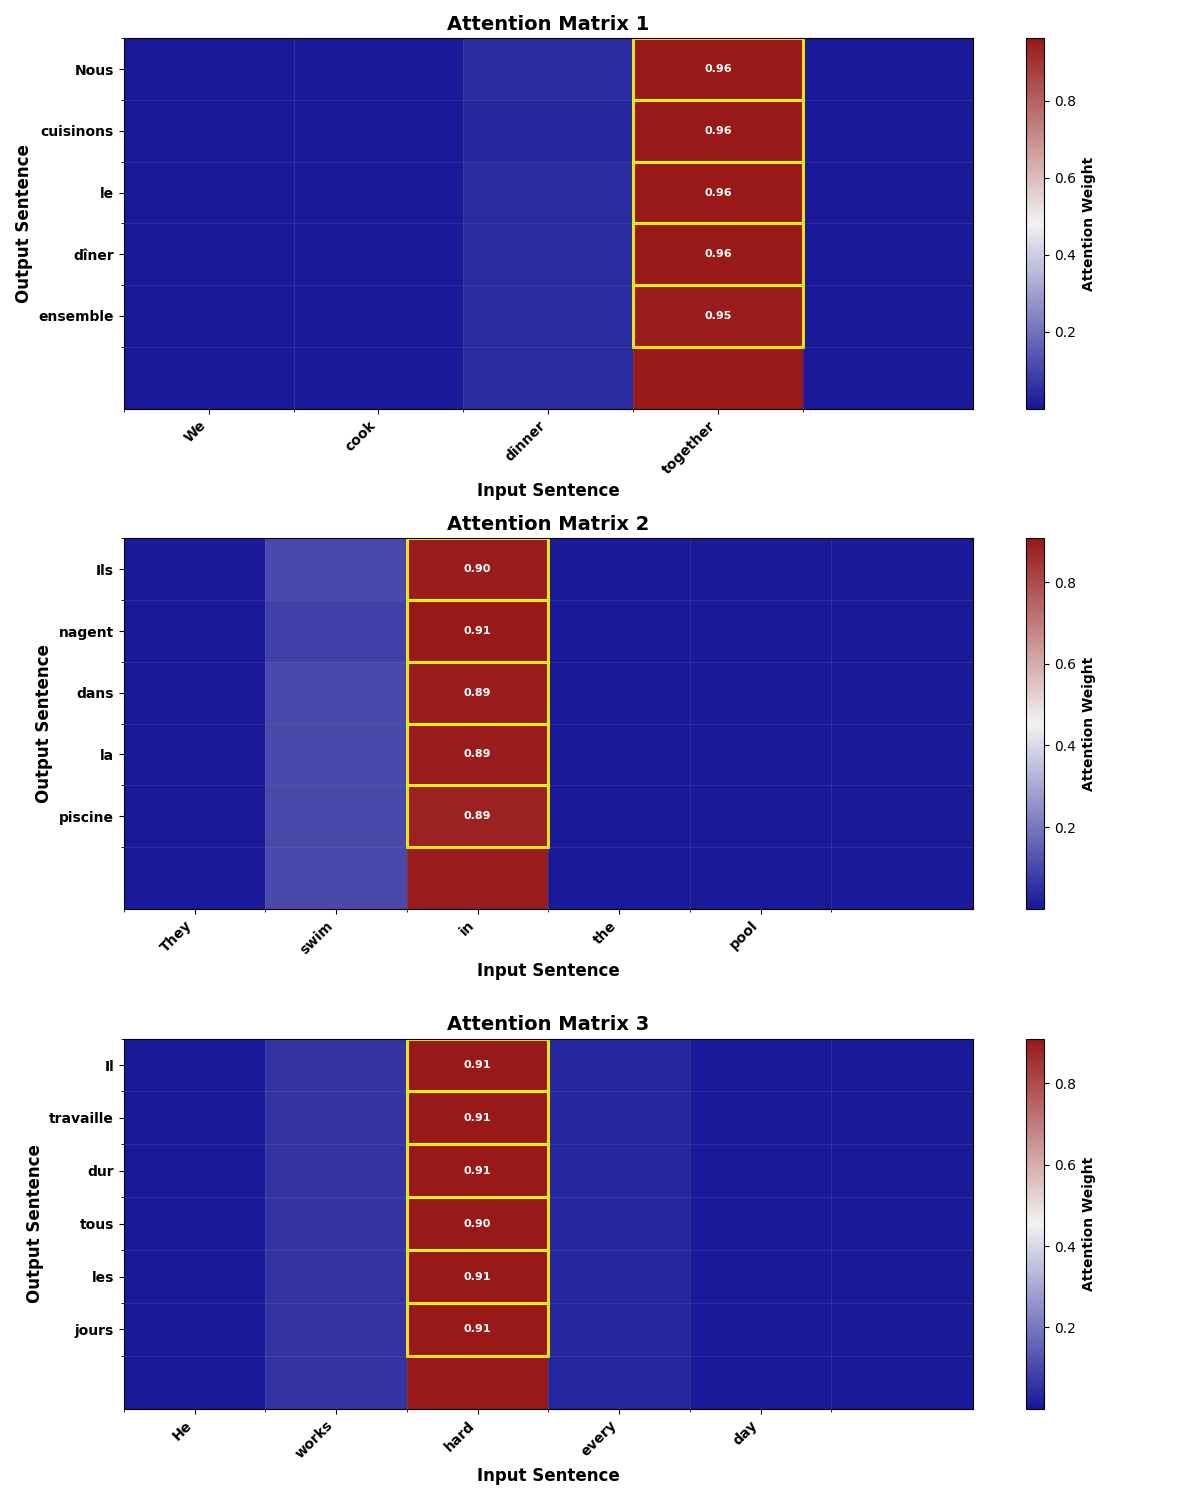 Attention Matrix 1
Output Sentence
Nous
cuisinons
le
dîner
ensemble
0.96
0.96
0.96
0.96
0.95
We
cook
dinner
together
Input Sentence
0.8
0.6
0.4
0.2
Attention Weight
Attention Matrix 2
Output Sentence
Ils
nagent
dans
la
piscine
0.90
0.91
0.89
0.89
0.89
They
swim
in
the
pool
Input Sentence
0.8
0.6
0.4
0.2
Attention Weight
Attention Matrix 3
Output Sentence
Il
travaille
dur
tous
les
jours
0.91
0.91
0.91
0.90
0.91
0.91
He
works
hard
every
day
Input Sentence
0.8
0.6
0.4
0.2
Attention Weight